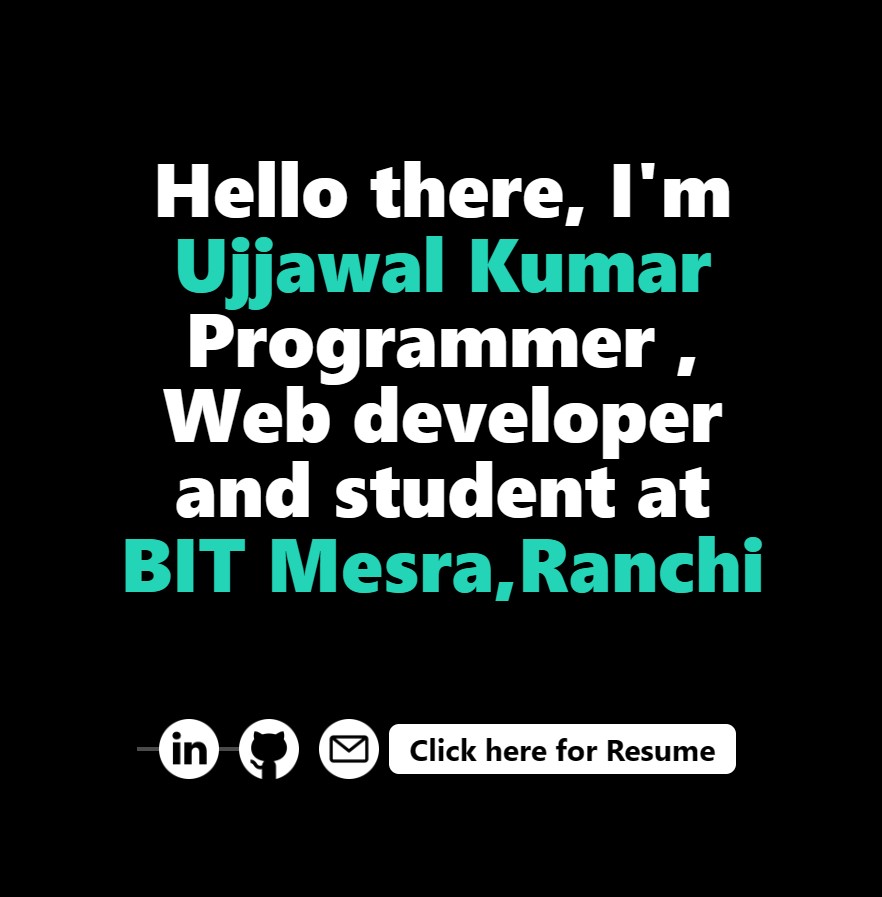 Hello there, I'm
Ujjawal Kumar
Programmer ,
Web developer
and student at
BIT Mesra,Ranchi
in
Click here for Resume